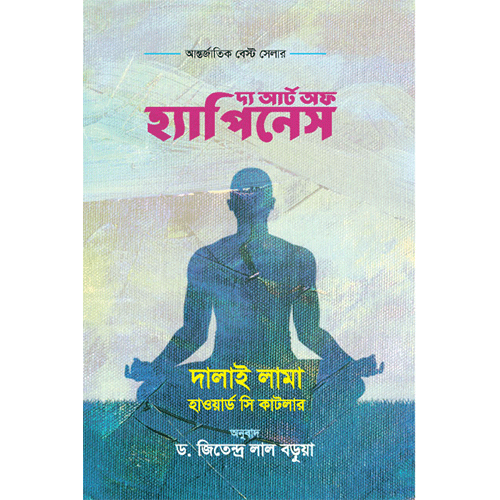 আন্তর্জাতিক বেস্ট সেলার
দ্য আর্ট অফ
হ্যাপিনেস
দালাই লামা
হাওয়ার্ড সি কাটলার
অনুবাদ
ড. জিতেন্দ্র লাল বড়ুয়া